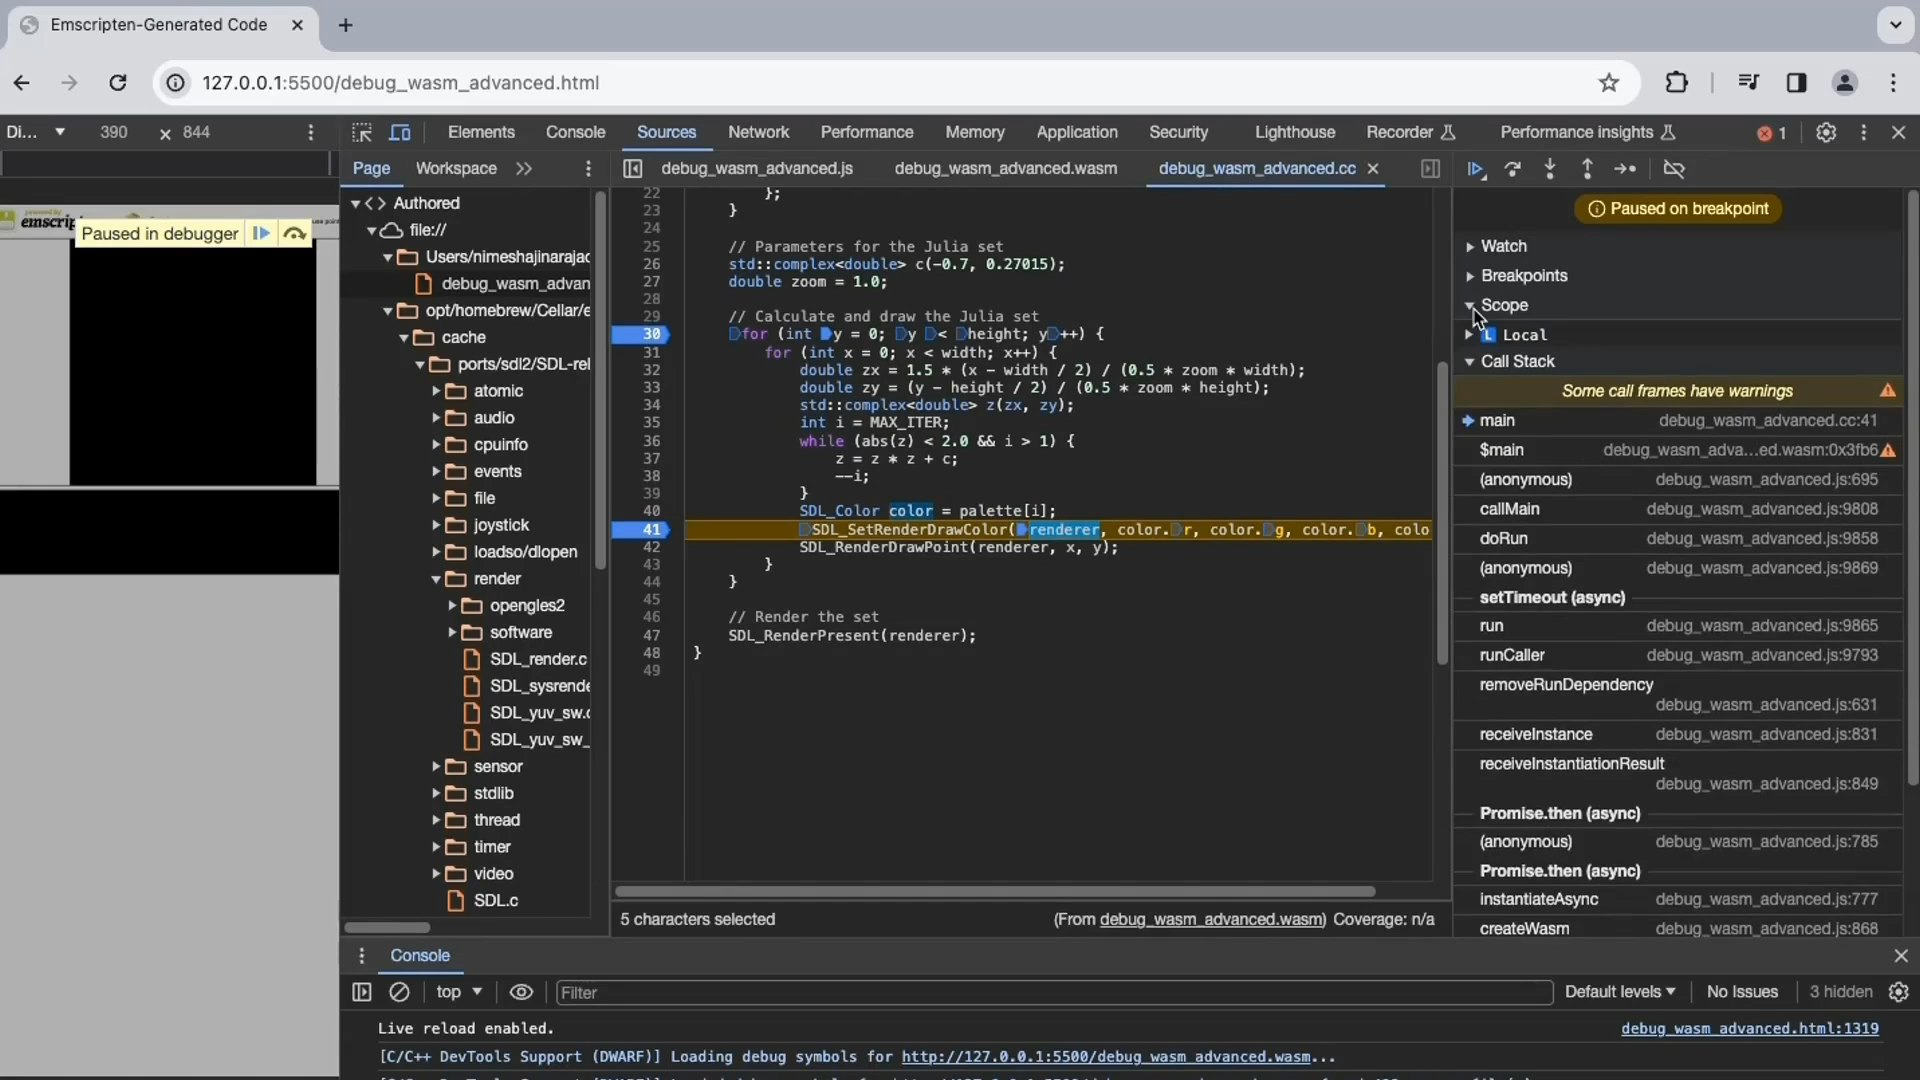 Emscripten-Generated Code
127.0.0.1:5500/debug_wasm_advanced.html
Di... 390 × 844
Elements Console Sources Network Performance Memory Application Security Lighthouse Recorder Performance insights 1
Page Workspace
debug_wasm_advanced.js debug_wasm_advanced.wasm debug_wasm_advanced.cc
powered by
emscrip
Paused in debugger
Authored
file://
Users/nimeshajinarajac
debug_wasm_advan
opt/homebrew/Cellar/e
cache
ports/sdl2/SDL-rel
atomic
audio
cpuinfo
events
file
joystick
loadso/dlopen
render
opengles2
software
SDL_render.c
SDL_sysrende
SDL_yuv_sw.c
SDL_yuv_sw_
sensor
stdlib
thread
timer
video
SDL.c
22 };
23 }
24
25 // Parameters for the Julia set
26 std::complex<double> c(-0.7, 0.27015);
27 double zoom = 1.0;
28
29 // Calculate and draw the Julia set
30 for (int y = 0; y < height; y++) {
31 for (int x = 0; x < width; x++) {
32 double zx = 1.5 * (x - width / 2) / (0.5 * zoom * width);
33 double zy = (y - height / 2) / (0.5 * zoom * height);
34 std::complex<double> z(zx, zy);
35 int i = MAX_ITER;
36 while (abs(z) < 2.0 && i > 1) {
37 z = z * z + c;
38 --i;
39 }
40 SDL_Color color = palette[i];
41 SDL_SetRenderDrawColor(renderer, color.r, color.g, color.b, colo
42 SDL_RenderDrawPoint(renderer, x, y);
43 }
44 }
45
46 // Render the set
47 SDL_RenderPresent(renderer);
48 }
49
5 characters selected (From debug_wasm_advanced.wasm) Coverage: n/a
Paused on breakpoint
Watch
Breakpoints
Scope
L Local
Call Stack
Some call frames have warnings
main debug_wasm_advanced.cc:41
$main debug_wasm_adva...ed.wasm:0x3fb6
(anonymous) debug_wasm_advanced.js:695
callMain debug_wasm_advanced.js:9808
doRun debug_wasm_advanced.js:9858
(anonymous) debug_wasm_advanced.js:9869
setTimeout (async)
run debug_wasm_advanced.js:9865
runCaller debug_wasm_advanced.js:9793
removeRunDependency
debug_wasm_advanced.js:631
receiveInstance debug_wasm_advanced.js:831
receiveInstantiationResult
debug_wasm_advanced.js:849
Promise.then (async)
(anonymous) debug_wasm_advanced.js:785
Promise.then (async)
instantiateAsync debug_wasm_advanced.js:777
createWasm debug_wasm_advanced.js:868
Console
top Filter Default levels No Issues 3 hidden
Live reload enabled. debug_wasm_advanced.html:1319
[C/C++ DevTools Support (DWARF)] Loading debug symbols for http://127.0.0.1:5500/debug_wasm_advanced.wasm...